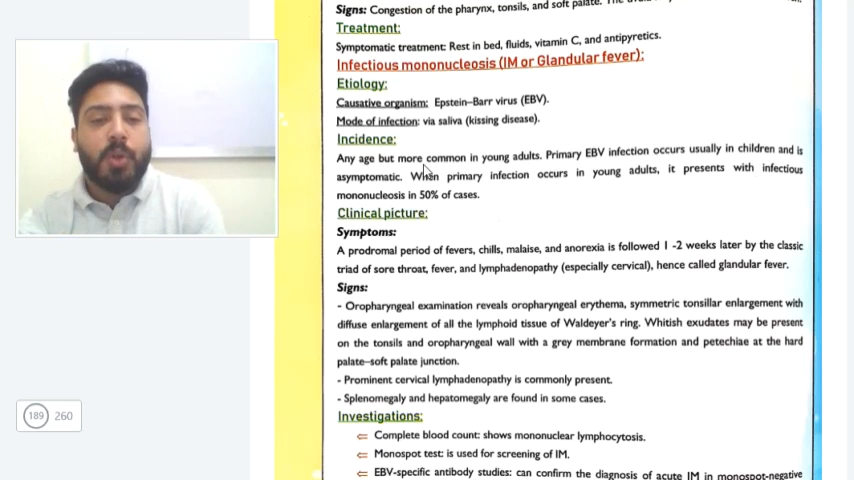 Signs: Congestion of the pharynx, tonsils, and soft palate. The
Treatment:
Symptomatic treatment: Rest in bed, fluids, vitamin C, and antipyretics.
Infectious mononucleosis (IM or Glandular fever):
Etiology:
Causative organism: Epstein–Barr virus (EBV).
Mode of infection: via saliva (kissing disease).
Incidence:
Any age but more common in young adults. Primary EBV infection occurs usually in children and is
asymptomatic. When primary infection occurs in young adults, it presents with infectious
mononucleosis in 50% of cases.
Clinical picture:
Symptoms:
A prodromal period of fevers, chills, malaise, and anorexia is followed 1 -2 weeks later by the classic
triad of sore throat, fever, and lymphadenopathy (especially cervical), hence called glandular fever.
Signs:
- Oropharyngeal examination reveals oropharyngeal erythema, symmetric tonsillar enlargement with
diffuse enlargement of all the lymphoid tissue of Waldeyer's ring. Whitish exudates may be present
on the tonsils and oropharyngeal wall with a grey membrane formation and petechiae at the hard
palate–soft palate junction.
- Prominent cervical lymphadenopathy is commonly present.
- Splenomegaly and hepatomegaly are found in some cases.
Investigations:
⇐ Complete blood count: shows mononuclear lymphocytosis.
⇐ Monospot test: is used for screening of IM.
⇐ EBV-specific antibody studies: can confirm the diagnosis of acute IM in monospot-negative
189 260